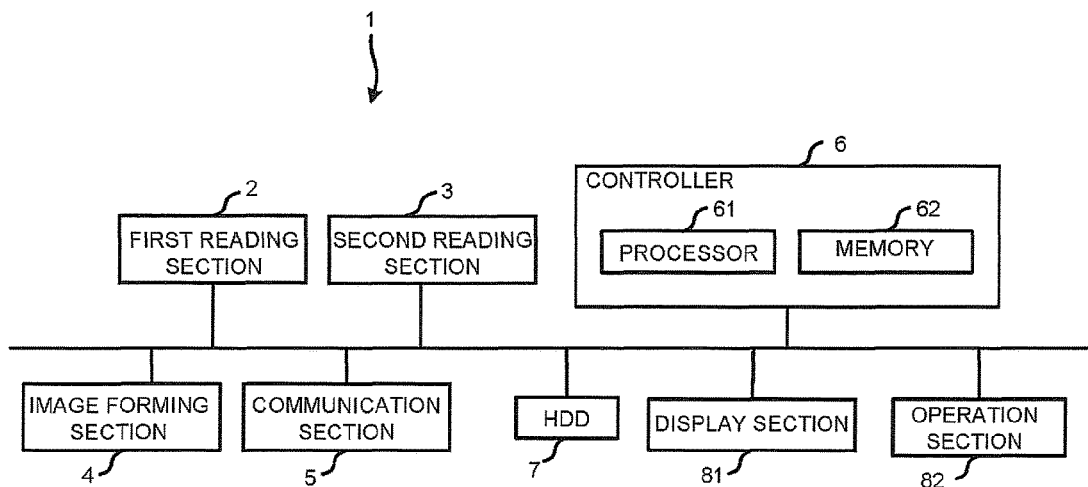 1
6
CONTROLLER
2
3
61
62
FIRST READING
SECTION
SECOND READING
SECTION
PROCESSOR
MEMORY
IMAGE FORMING
SECTION
COMMUNICATION
SECTION
HDD
DISPLAY SECTION
OPERATION
SECTION
4
5
7
81
82